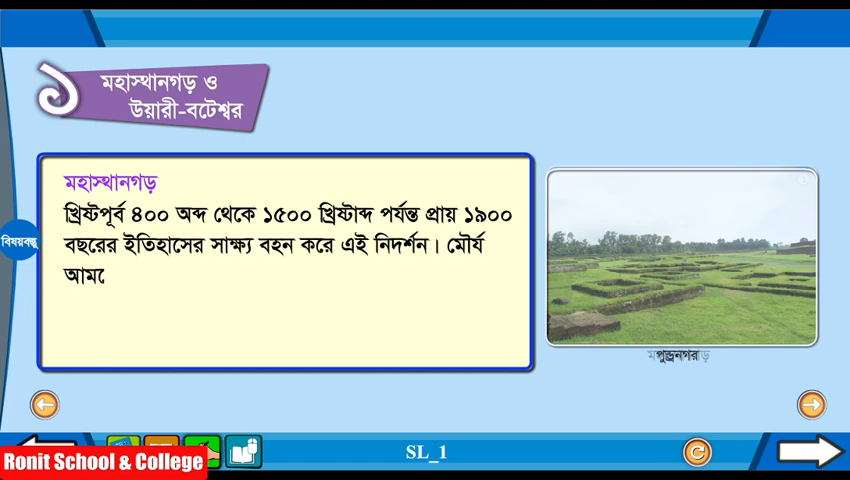 ১
মহাস্থানগড় ও
উয়ারী-বটেশ্বর
মহাস্থানগড়
খ্রিষ্টপূর্ব ৪০০ অব্দ থেকে ১৫০০ খ্রিষ্টাব্দ পর্যন্ত প্রায় ১৯০০
বছরের ইতিহাসের সাক্ষ্য বহন করে এই নিদর্শন। মৌর্য
আমে
বিষয়বস্তু
পুন্ড্রনগর
SL_1
Ronit School & College